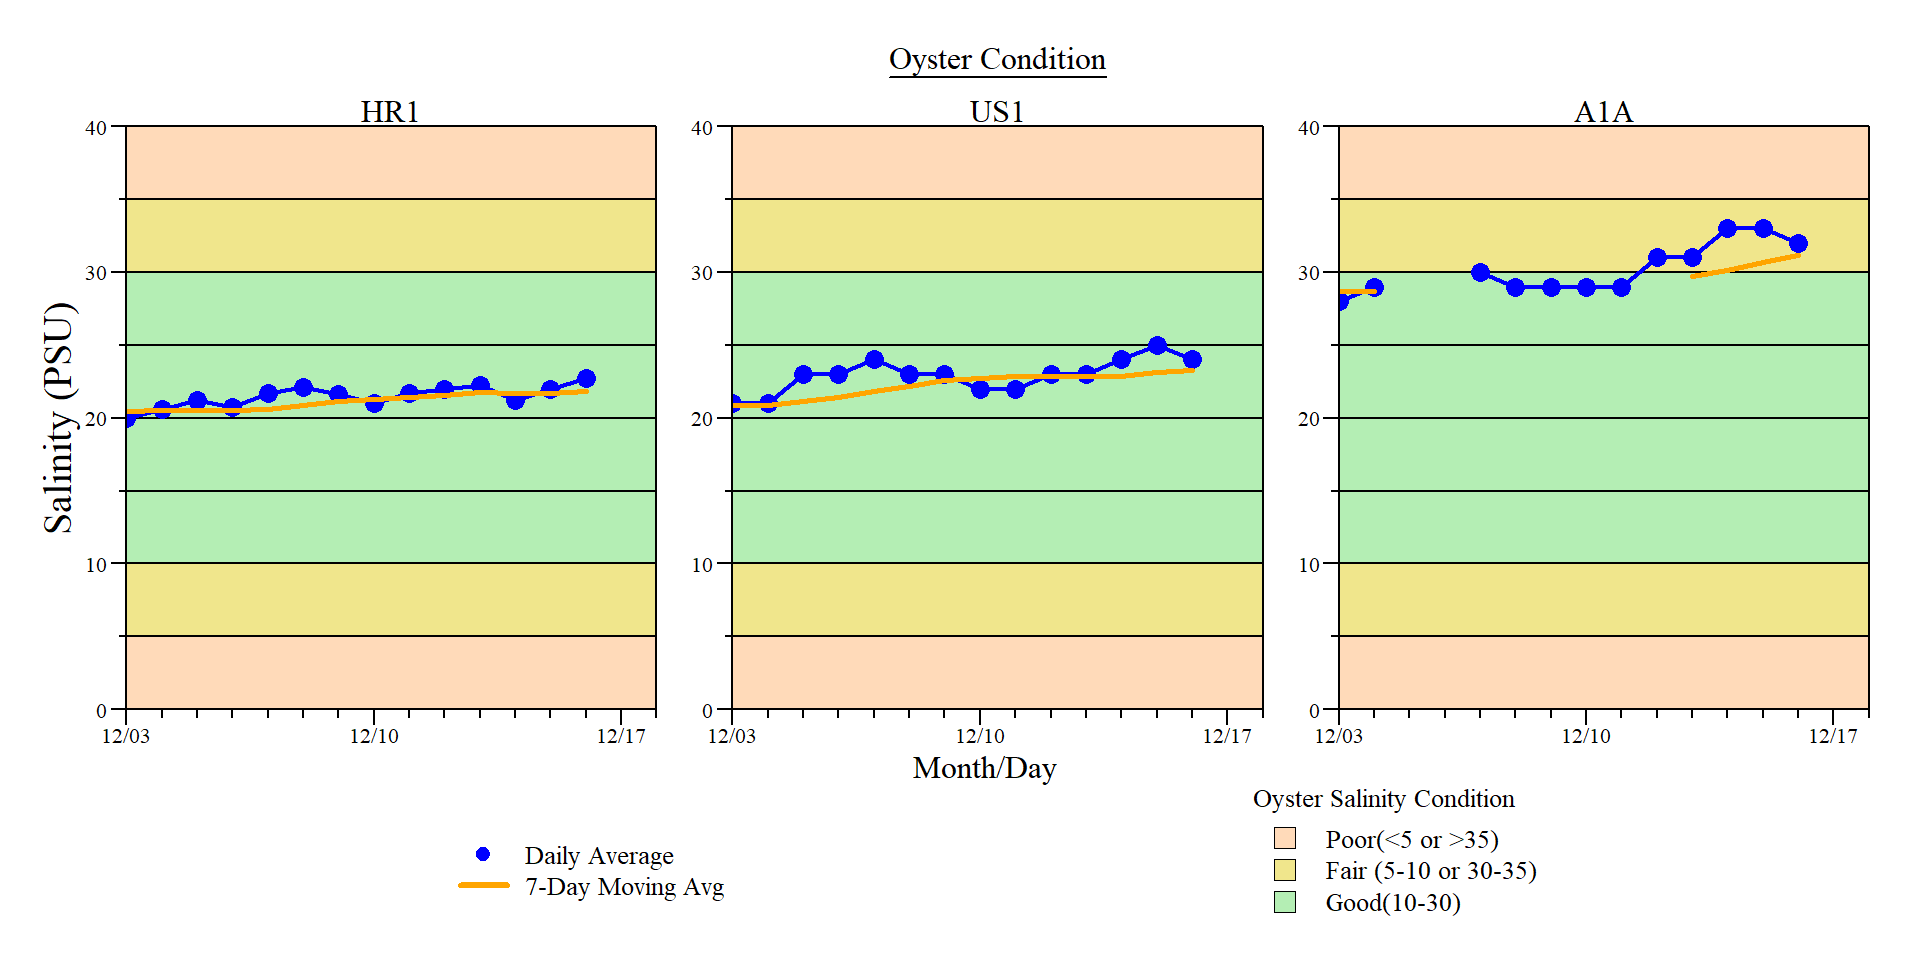 Oyster Condition
HR1
US1
A1A
Salinity (PSU)
40
30
20
10
0
12/03
12/10
12/17
40
30
20
10
0
12/03
12/10
12/17
40
30
20
10
0
12/03
12/10
12/17
Month/Day
Daily Average
7-Day Moving Avg
Oyster Salinity Condition
Poor(<5 or >35)
Fair (5-10 or 30-35)
Good(10-30)